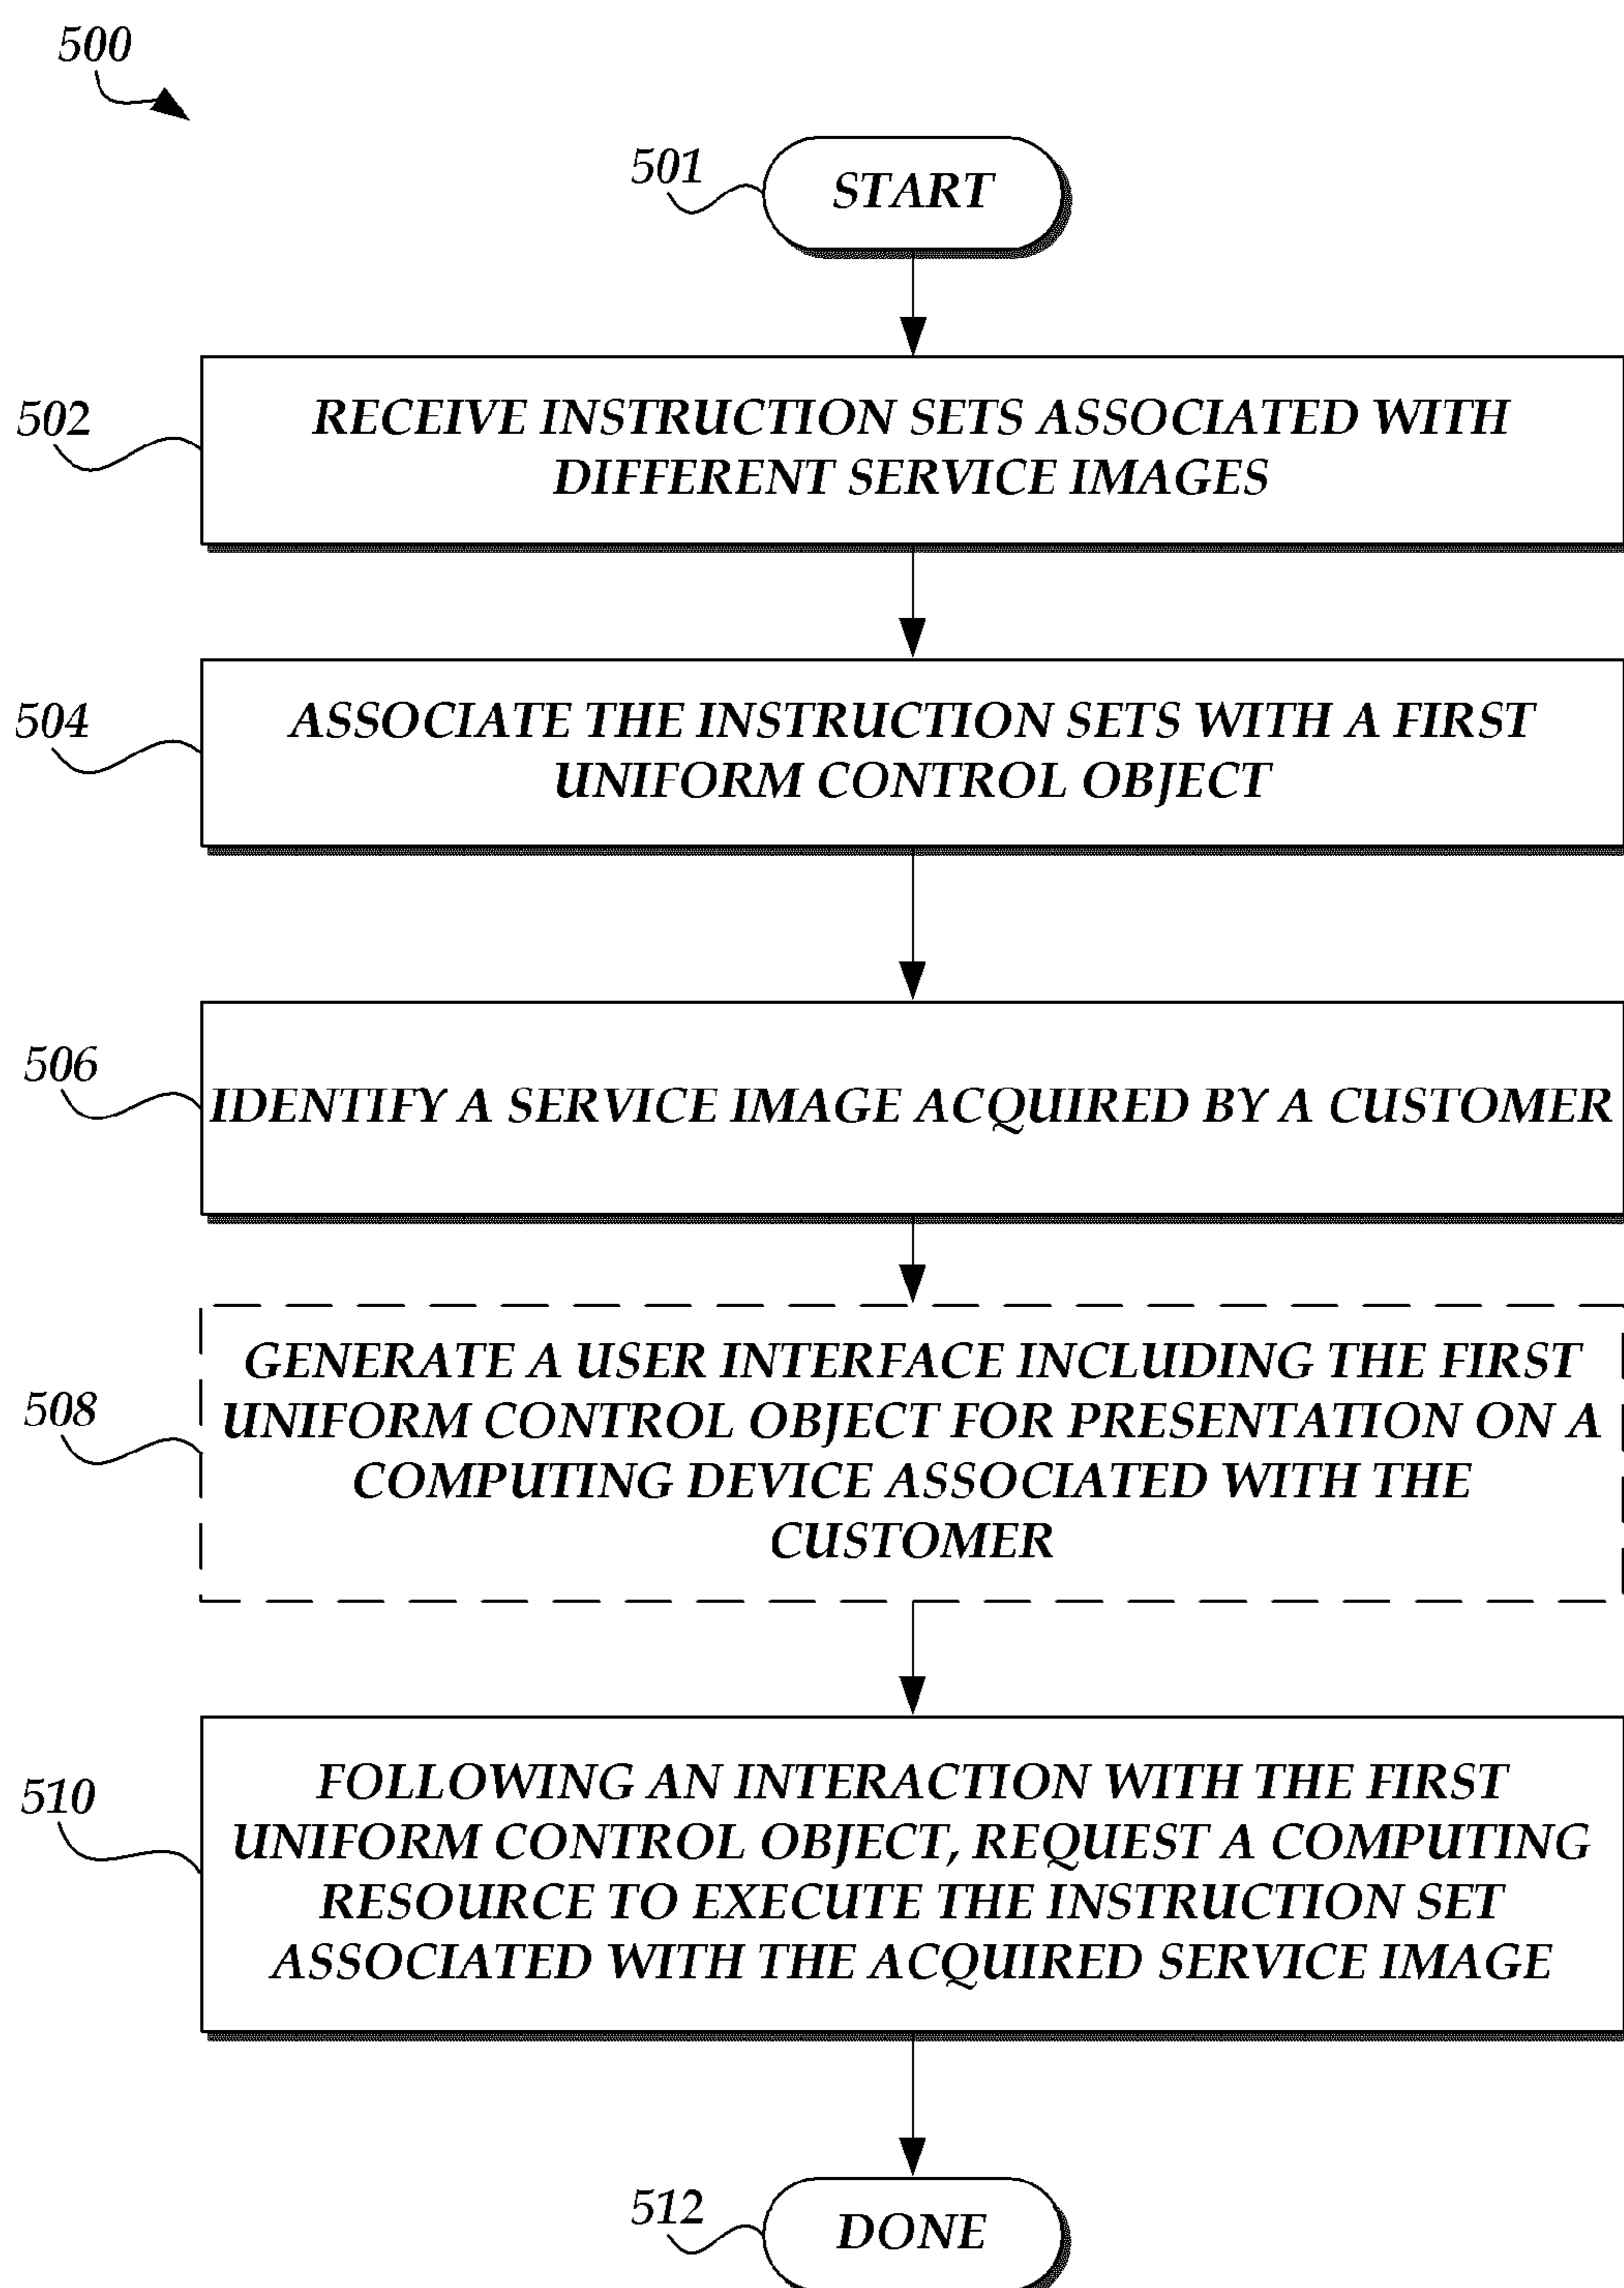 500
501
START
502
RECEIVE INSTRUCTION SETS ASSOCIATED WITH
DIFFERENT SERVICE IMAGES
504
ASSOCIATE THE INSTRUCTION SETS WITH A FIRST
UNIFORM CONTROL OBJECT
506
IDENTIFY A SERVICE IMAGE ACQUIRED BY A CUSTOMER
508
GENERATE A USER INTERFACE INCLUDING THE FIRST
UNIFORM CONTROL OBJECT FOR PRESENTATION ON A
COMPUTING DEVICE ASSOCIATED WITH THE
CUSTOMER
510
FOLLOWING AN INTERACTION WITH THE FIRST
UNIFORM CONTROL OBJECT, REQUEST A COMPUTING
RESOURCE TO EXECUTE THE INSTRUCTION SET
ASSOCIATED WITH THE ACQUIRED SERVICE IMAGE
512
DONE